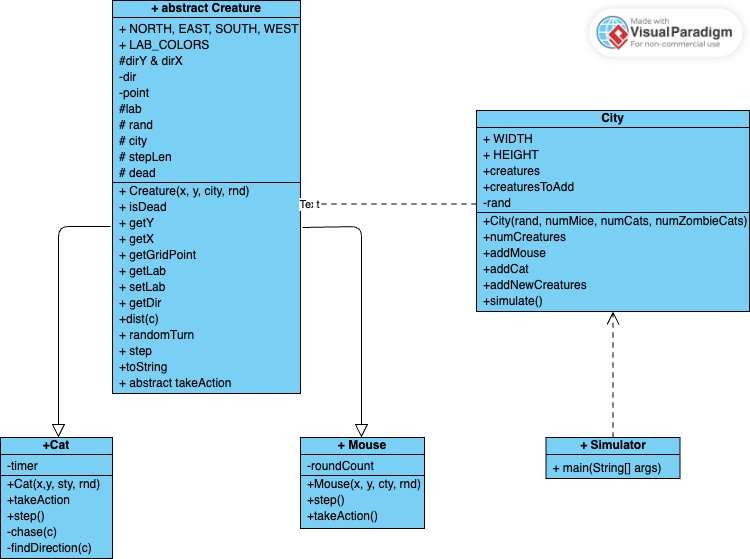 + abstract Creature
+ NORTH, EAST, SOUTH, WEST
+ LAB_COLORS
#dirY & dirX
-dir
-point
#lab
# rand
# city
# stepLen
# dead
+ Creature(x, y, city, rnd)
+ isDead
+ getY
+ getX
+ getGridPoint
+ getLab
+ setLab
+ getDir
+dist(c)
+ randomTurn
+ step
+toString
+ abstract takeAction
Made with
VisualParadigm
For non-commercial use
Text
City
+ WIDTH
+ HEIGHT
+creatures
+creaturesToAdd
-rand
+City(rand, numMice, numCats, numZombieCats)
+numCreatures
+addMouse
+addCat
+addNewCreatures
+simulate()
+Cat
-timer
+Cat(x,y, sty, rnd)
+takeAction
+step()
-chase(c)
-findDirection(c)
+ Mouse
-roundCount
+Mouse(x, y, cty, rnd)
+step()
+takeAction()
+ Simulator
+ main(String[] args)